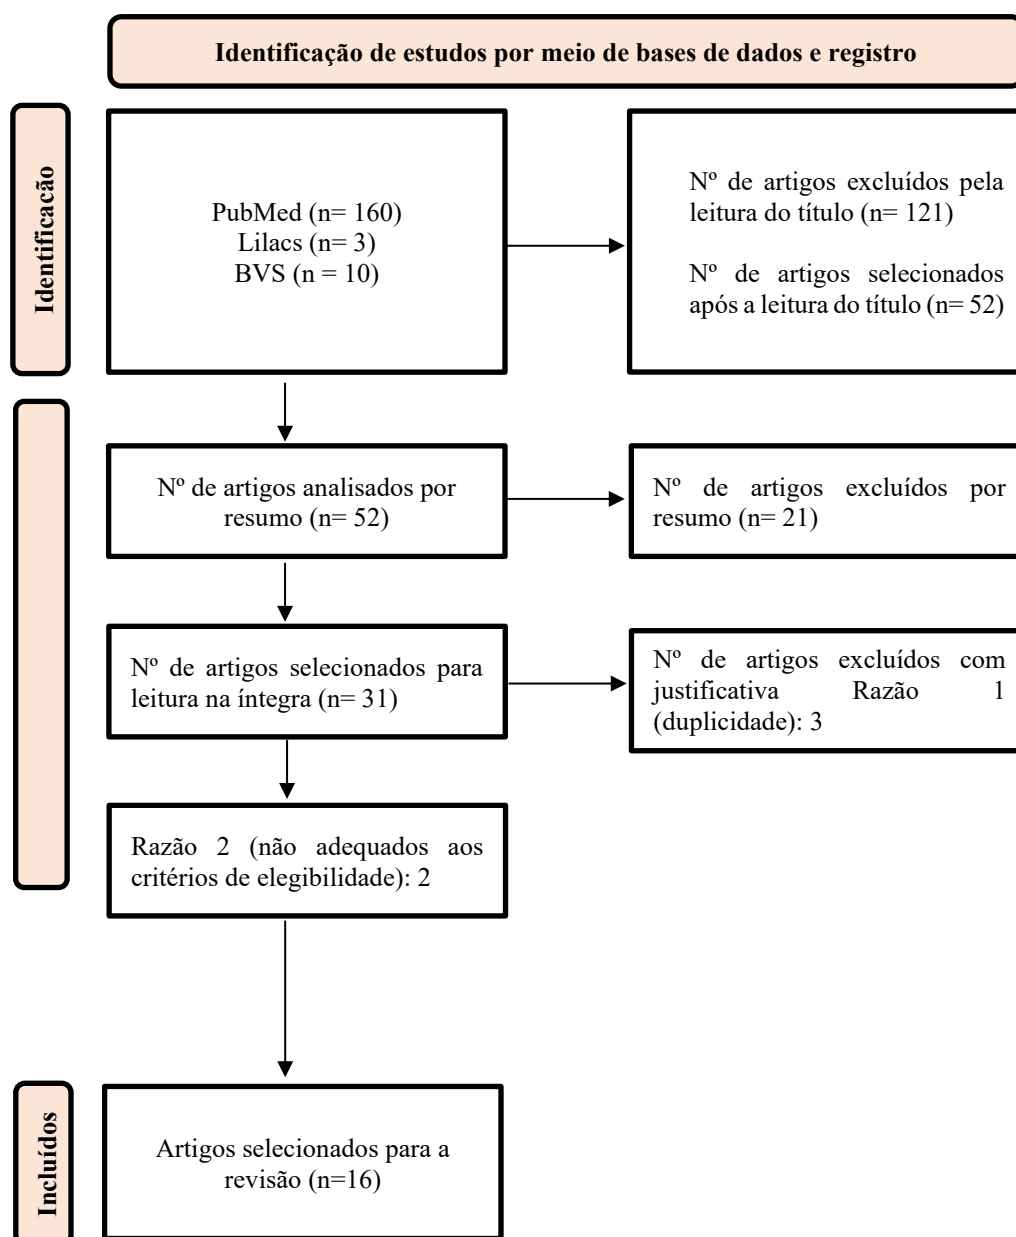 Identificação de estudos por meio de bases de dados e registro
Identificação
PubMed (n= 160)
Lilacs (n= 3)
BVS (n = 10)
Nº de artigos excluídos pela
leitura do título (n= 121)
Nº de artigos selecionados
após a leitura do título (n= 52)
Nº de artigos analisados por
resumo (n= 52)
Nº de artigos excluídos por
resumo (n= 21)
Nº de artigos selecionados para
leitura na íntegra (n= 31)
Nº de artigos excluídos com
justificativa Razão 1
(duplicidade): 3
Razão 2 (não adequados aos
critérios de elegibilidade): 2
Incluídos
Artigos selecionados para a
revisão (n=16)